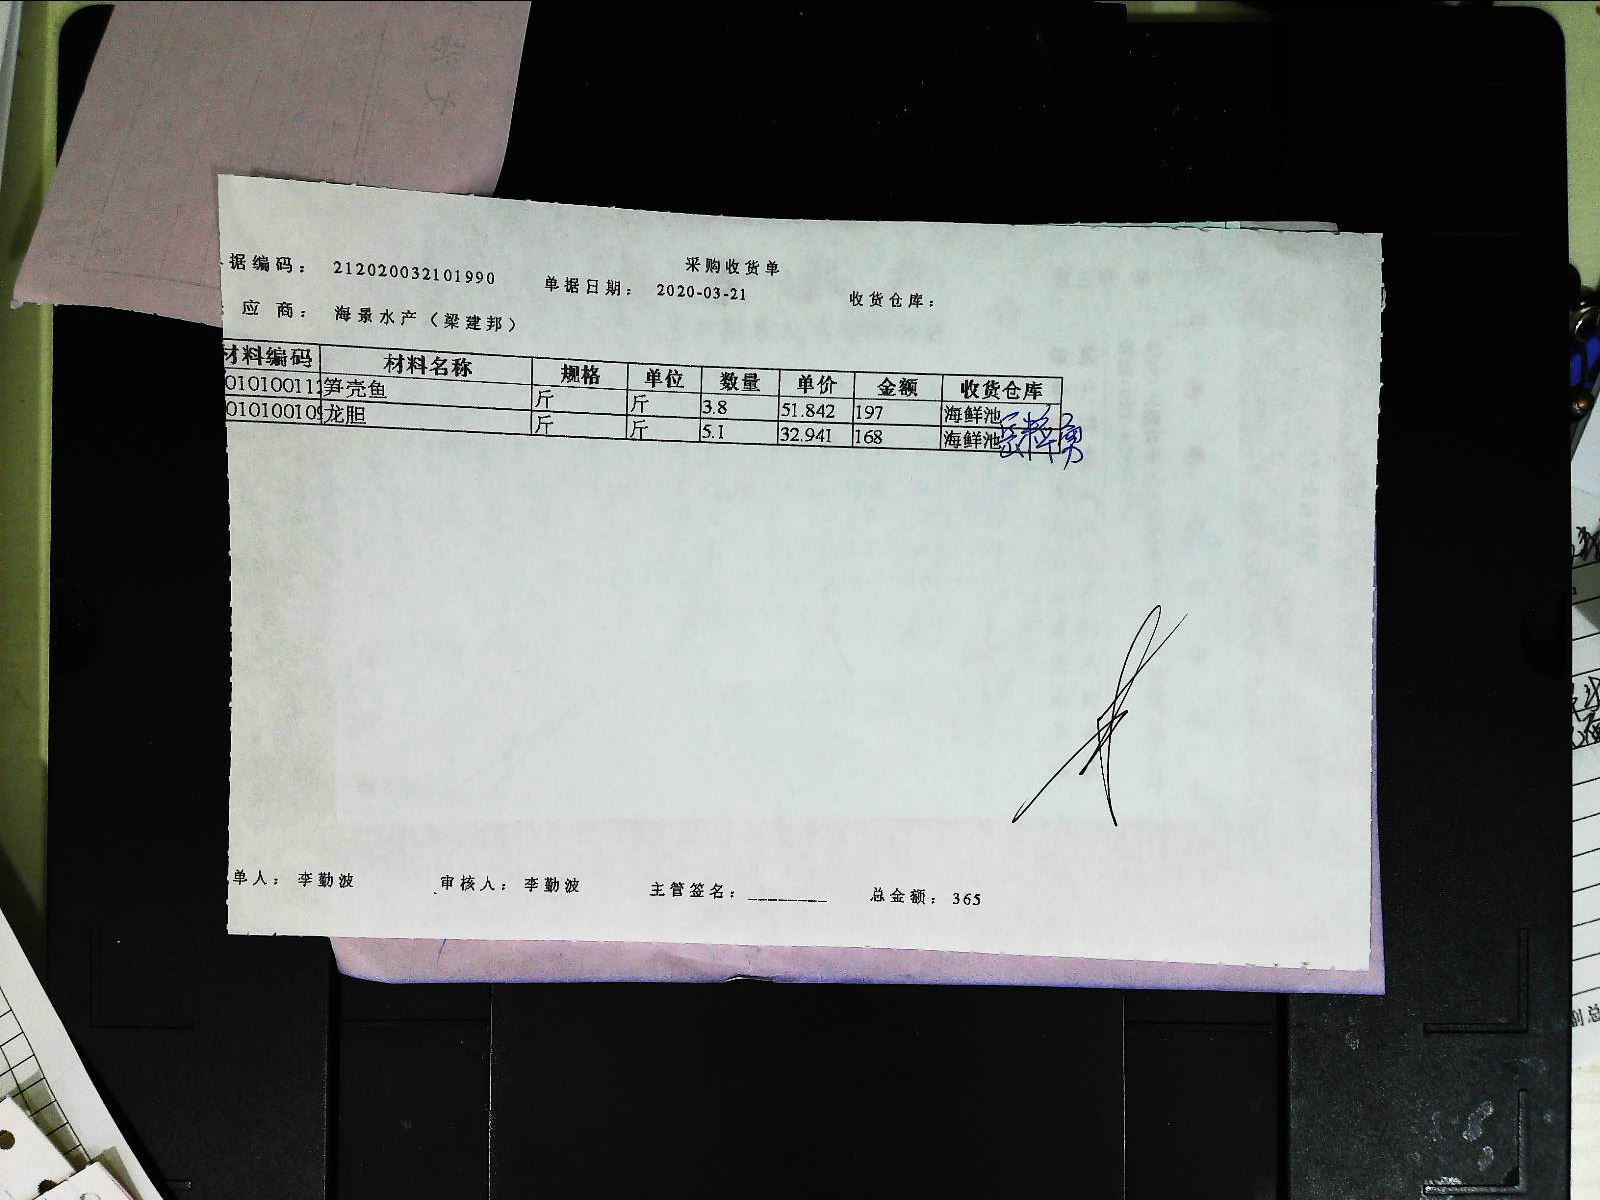 采购收货单
据编码： 212020032101990 单据日期： 2020-03-21 收货仓库：
应 商： 海景水产（梁建邦）
材料编码 材料名称 规格 单位 数量 单价 金额 收货仓库
010100112 笋壳鱼 斤 斤 3.8 51.842 197 海鲜池
010100109 龙胆 斤 斤 5.1 32.941 168 海鲜池
单人： 李勤波 审核人： 李勤波 主管签名：________ 总金额： 365